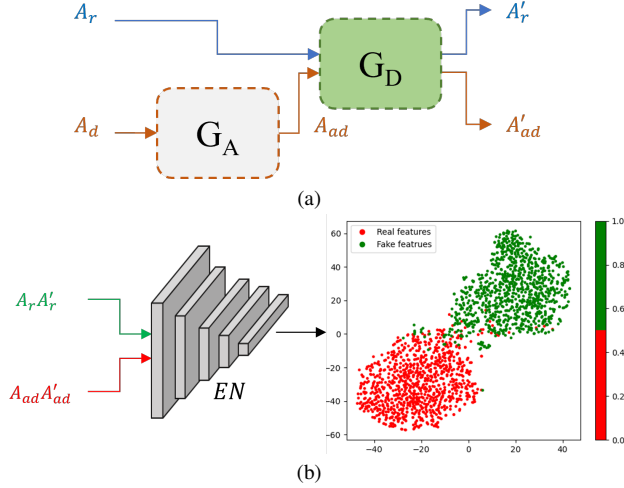 A_r
A'_r
G_D
A_d
G_A
A_ad
A'_ad
(a)
Real features
Fake featrues
60
40
20
0
−20
−40
−60
−40
−20
0
20
40
1.0
0.8
0.6
0.4
0.2
0.0
A_rA'_r
A_adA'_ad
EN
(b)